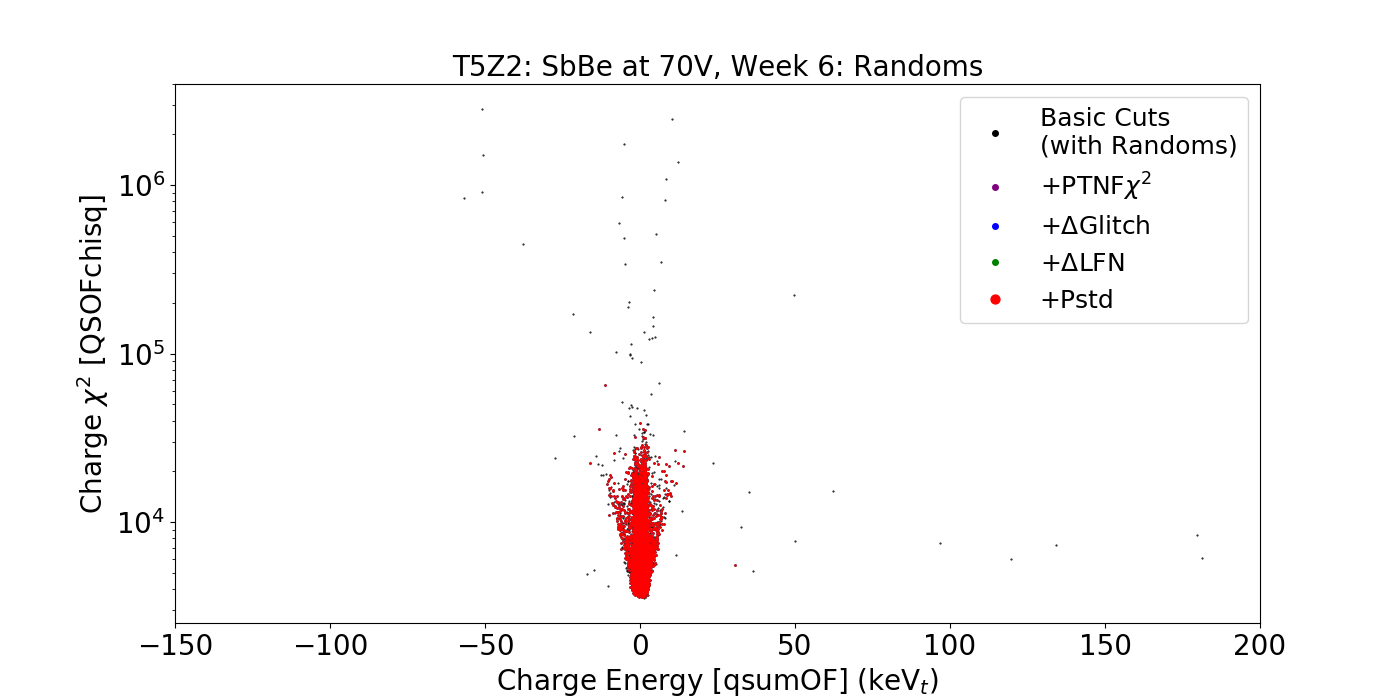 T5Z2: SbBe at 70V, Week 6: Randoms
Basic Cuts
(with Randoms)
+PTNFχ²
+ΔGlitch
+ΔLFN
+Pstd
Charge χ² [QSOFchisq]
10⁶
10⁵
10⁴
−150 −100 −50 0 50 100 150 200
Charge Energy [qsumOF] (keVₜ)